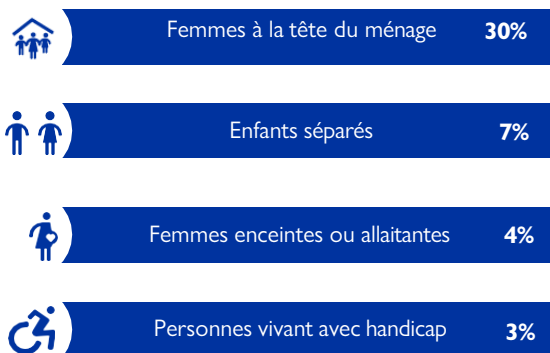 Femmes à la tête du ménage 30%
Enfants séparés 7%
Femmes enceintes ou allaitantes 4%
Personnes vivant avec handicap 3%